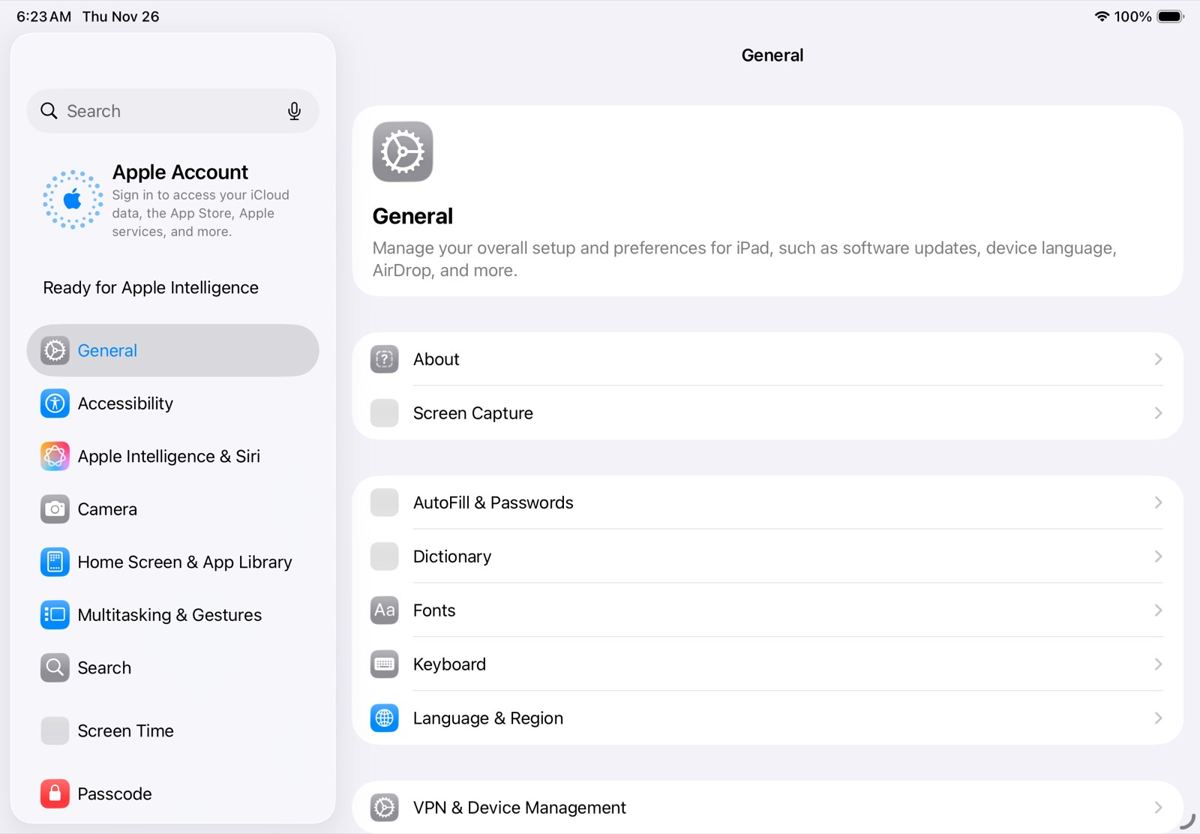 6:23 AM Thu Nov 26
100%
Search
Apple Account
Sign in to access your iCloud
data, the App Store, Apple
services, and more.
Ready for Apple Intelligence
General
Accessibility
Apple Intelligence & Siri
Camera
Home Screen & App Library
Multitasking & Gestures
Search
Screen Time
Passcode
General
General
Manage your overall setup and preferences for iPad, such as software updates, device language,
AirDrop, and more.
About
Screen Capture
AutoFill & Passwords
Dictionary
Aa Fonts
Keyboard
Language & Region
VPN & Device Management